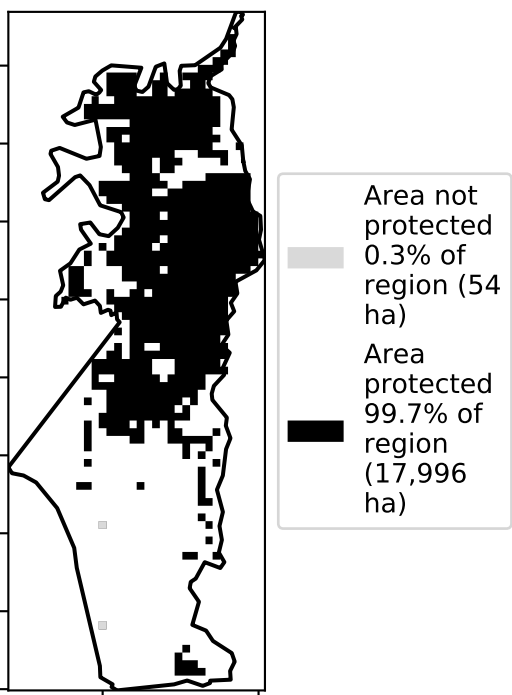 Area not
protected
0.3% of
region (54
ha)
Area
protected
99.7% of
region
(17,996
ha)